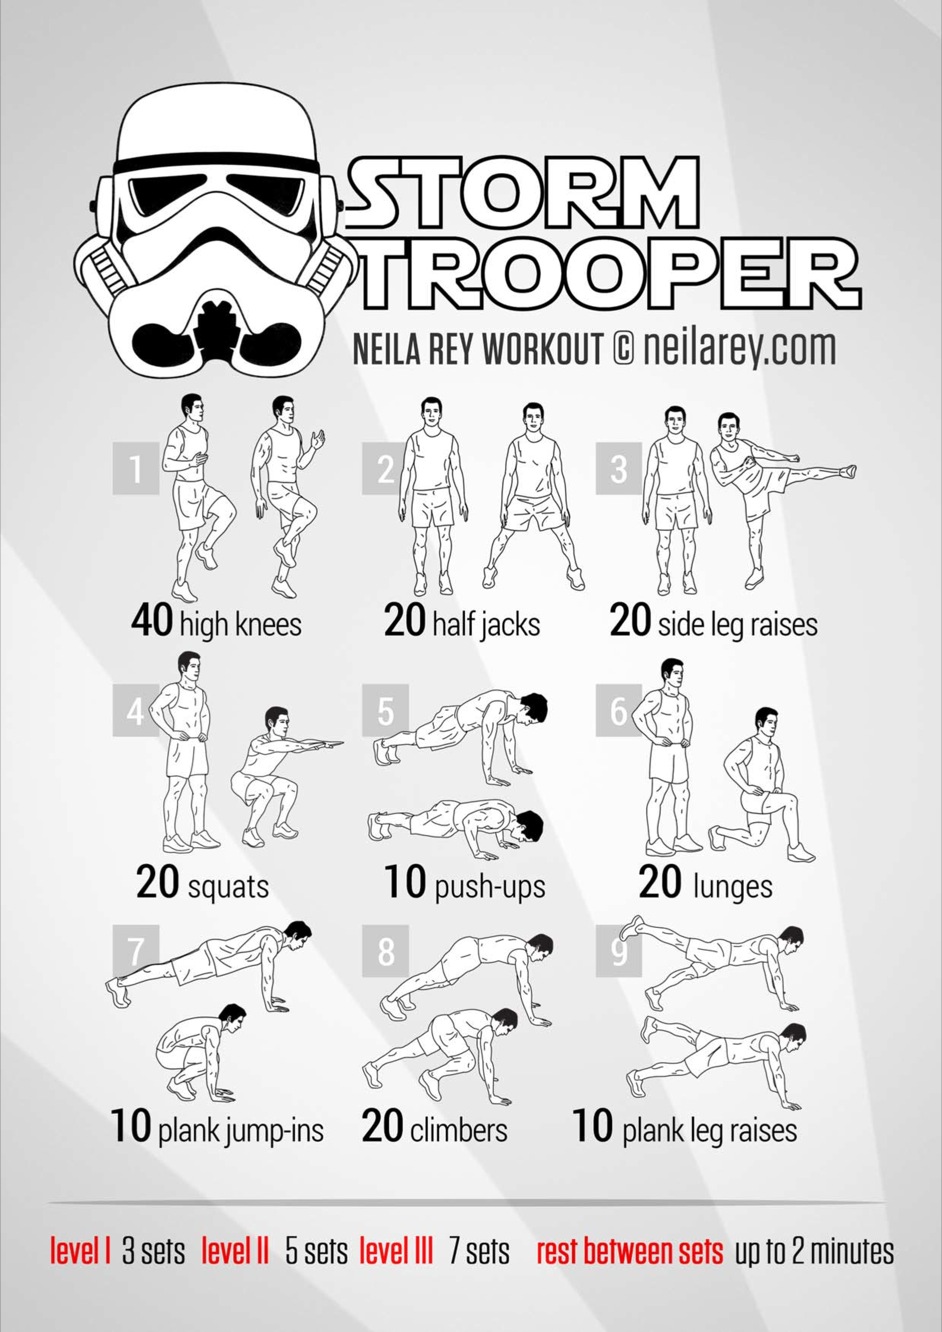 STORM
TROOPER
NEILA REY WORKOUT © neilarey.com
1
2
3
40 high knees
20 half jacks
20 side leg raises
4
5
6
20 squats
10 push-ups
20 lunges
7
8
9
10 plank jump-ins
20 climbers
10 plank leg raises
level I 3 sets level II 5 sets level III 7 sets rest between sets up to 2 minutes